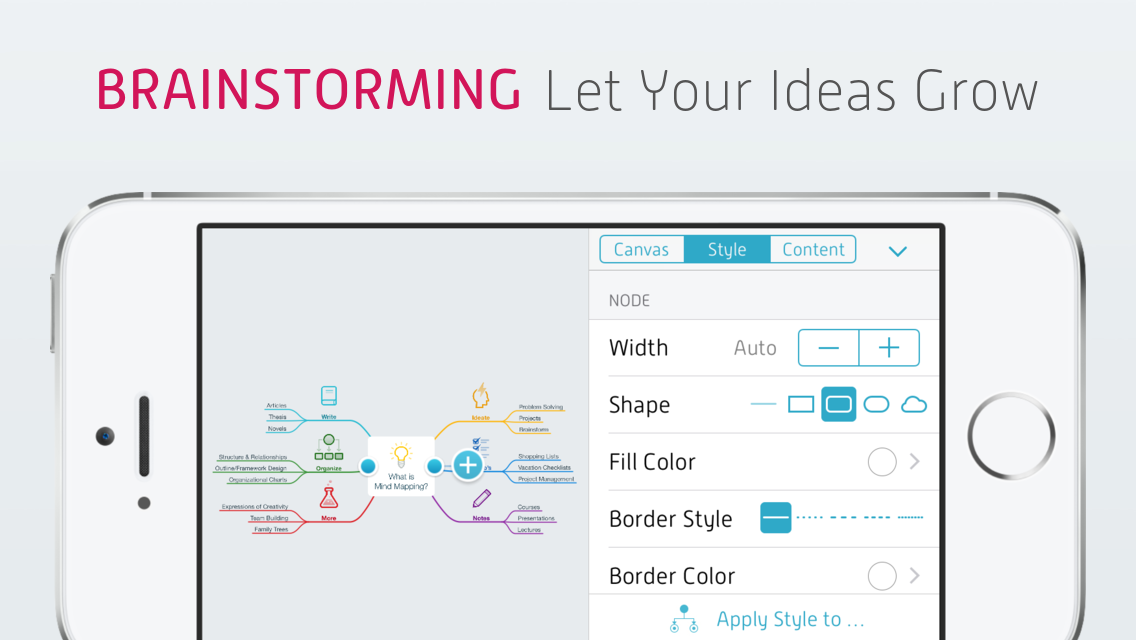 BRAINSTORMING Let Your Ideas Grow
Canvas Style Content
NODE
Width Auto
Shape
Fill Color
Border Style
Border Color
Apply Style to ...
Articles
Thesis
Novels
Write
Structure & Relationships
Outline/Framework Design
Organizational Charts
Organize
Expressions of Creativity
Team Building
Family Trees
More
What is
Mind Mapping?
Ideate
Problem Solving
Projects
Brainstorm
Shopping Lists
Vacation Checklists
Project Management
Notes
Courses
Presentations
Lectures